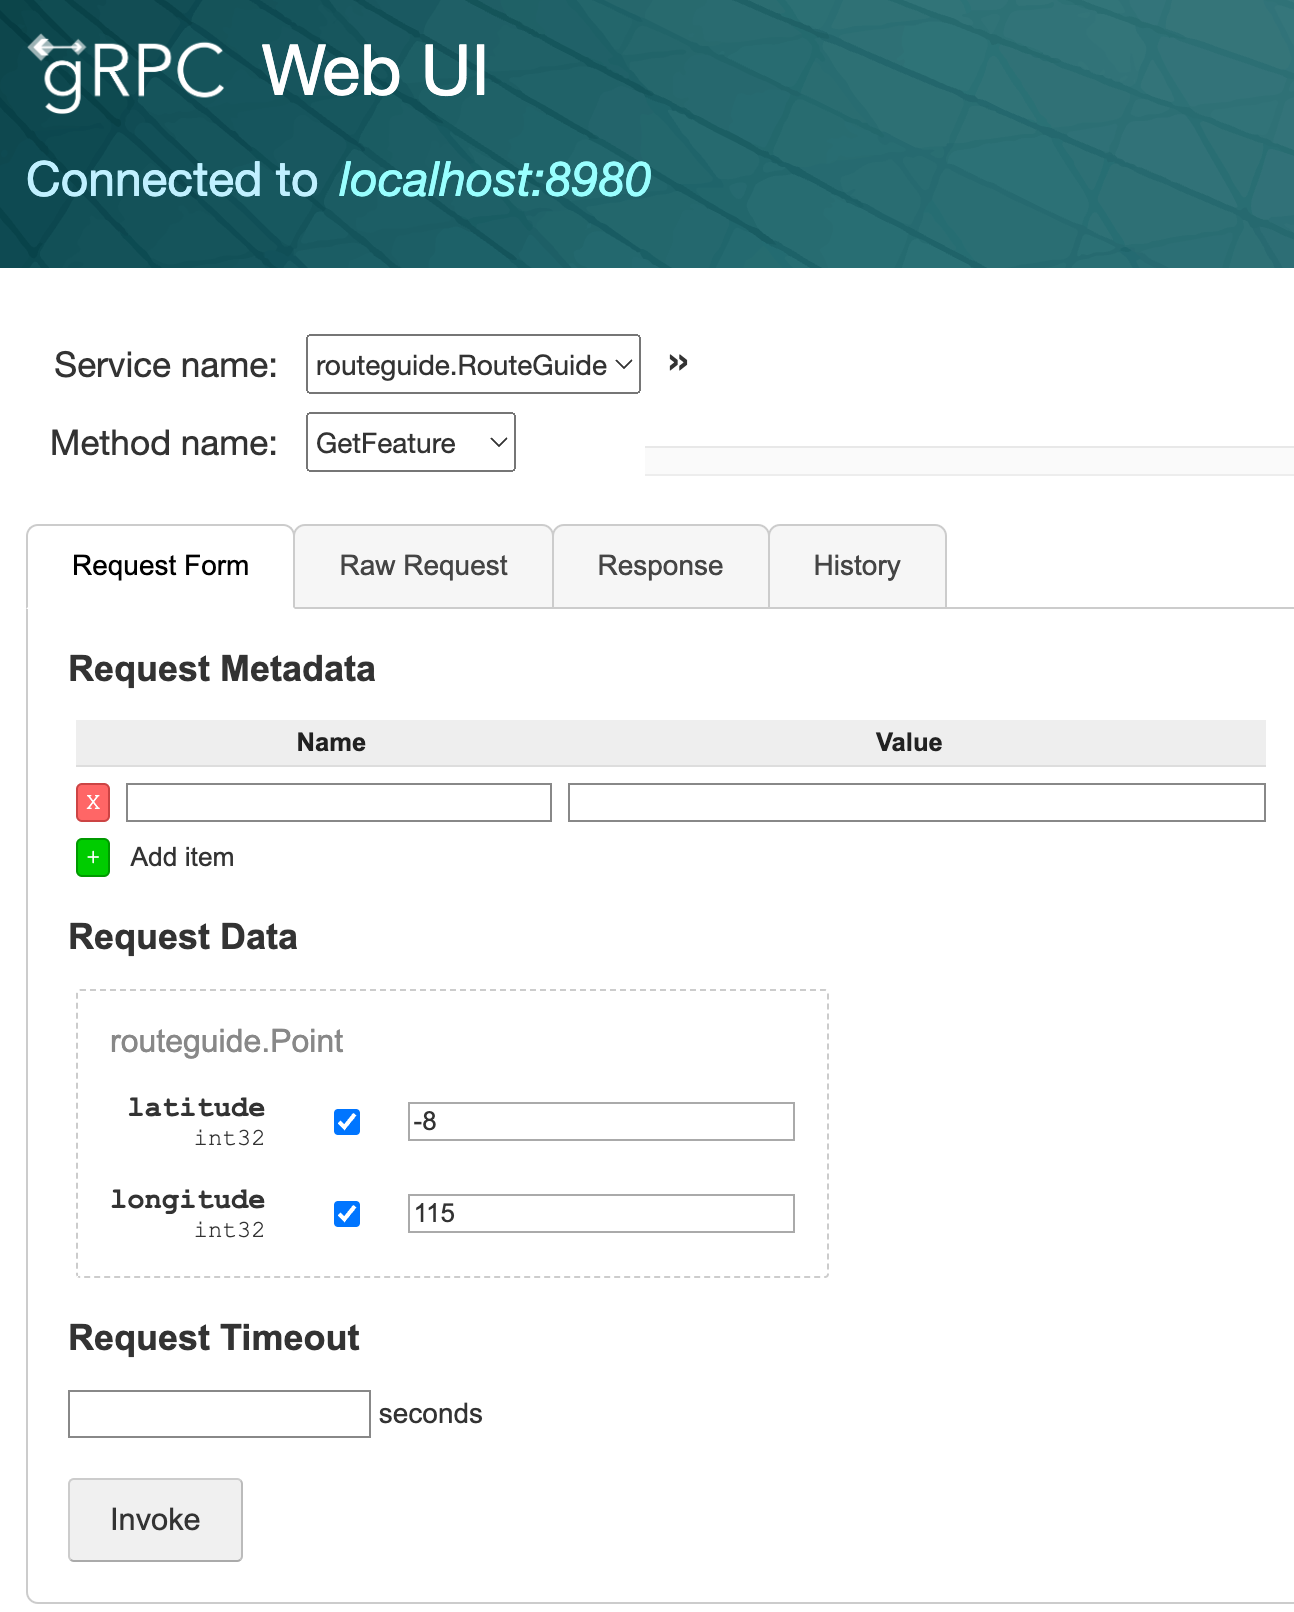 gRPC Web UI
Connected to localhost:8980
Service name: routeguide.RouteGuide »
Method name: GetFeature
Request Form Raw Request Response History
Request Metadata
Name Value
X
+ Add item
Request Data
routeguide.Point
latitude -8
int32
longitude 115
int32
Request Timeout
seconds
Invoke